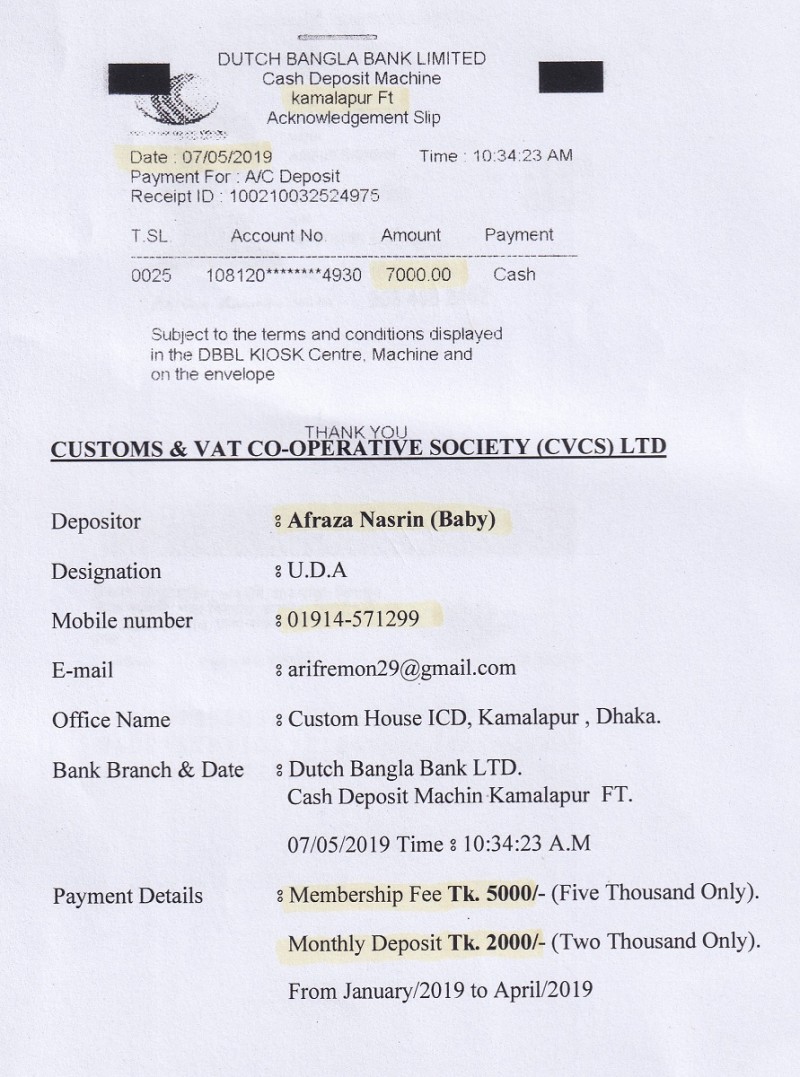 DUTCH BANGLA BANK LIMITED
Cash Deposit Machine
kamalapur Ft
Acknowledgement Slip
Date : 07/05/2019 Time : 10:34:23 AM
Payment For : A/C Deposit
Receipt ID : 100210032524975
T.SL Account No. Amount Payment
0025 108120********4930 7000.00 Cash
Subject to the terms and conditions displayed
in the DBBL KIOSK Centre, Machine and
on the envelope
THANK YOU
CUSTOMS & VAT CO-OPERATIVE SOCIETY (CVCS) LTD
Depositor : Afraza Nasrin (Baby)
Designation : U.D.A
Mobile number : 01914-571299
E-mail : arifremon29@gmail.com
Office Name : Custom House ICD, Kamalapur , Dhaka.
Bank Branch & Date : Dutch Bangla Bank LTD.
Cash Deposit Machin Kamalapur FT.
07/05/2019 Time : 10:34:23 A.M
Payment Details : Membership Fee Tk. 5000/- (Five Thousand Only).
Monthly Deposit Tk. 2000/- (Two Thousand Only).
From January/2019 to April/2019